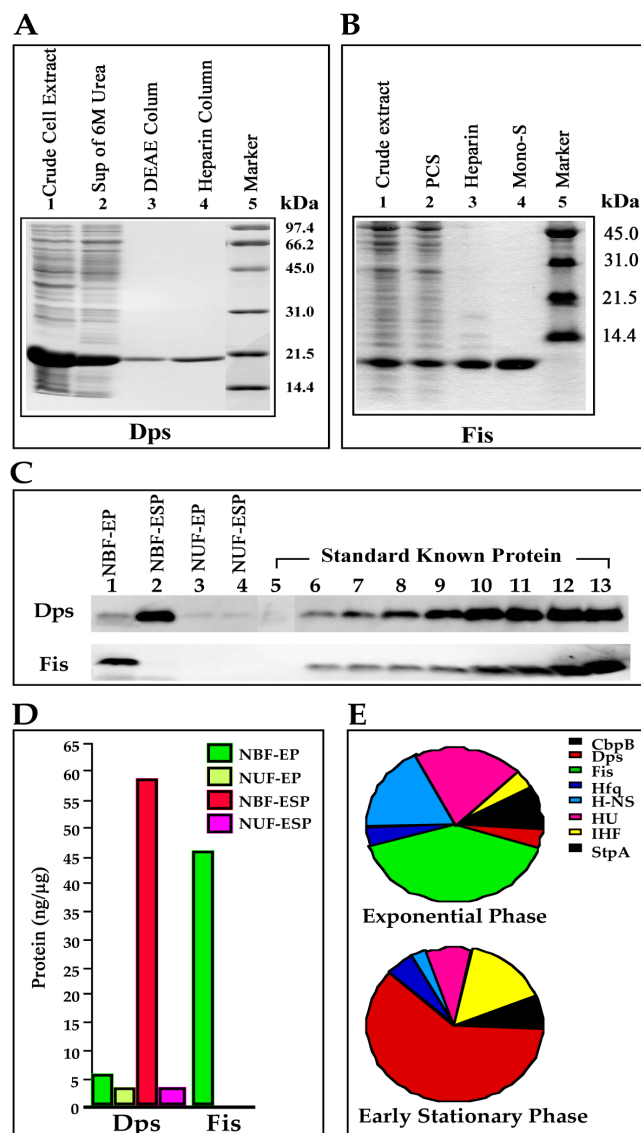 A
Crude Cell Extract
Sup of 6M Urea
DEAE Colum
Heparin Column
Marker
1 2 3 4 5 kDa
97.4
66.2
45.0
31.0
21.5
14.4
Dps
B
Crude extract
PCS
Heparin
Mono-S
Marker
1 2 3 4 5 kDa
45.0
31.0
21.5
14.4
Fis
C
NBF-EP
NBF-ESP
NUF-EP
NUF-ESP
Standard Known Protein
1 2 3 4 5 6 7 8 9 10 11 12 13
Dps
Fis
D
Protein (ng/µg)
65
60
55
50
45
40
35
30
25
20
15
10
5
0
NBF-EP
NUF-EP
NBF-ESP
NUF-ESP
Dps Fis
E
CbpB
Dps
Fis
Hfq
H-NS
HU
IHF
StpA
Exponential Phase
Early Stationary Phase